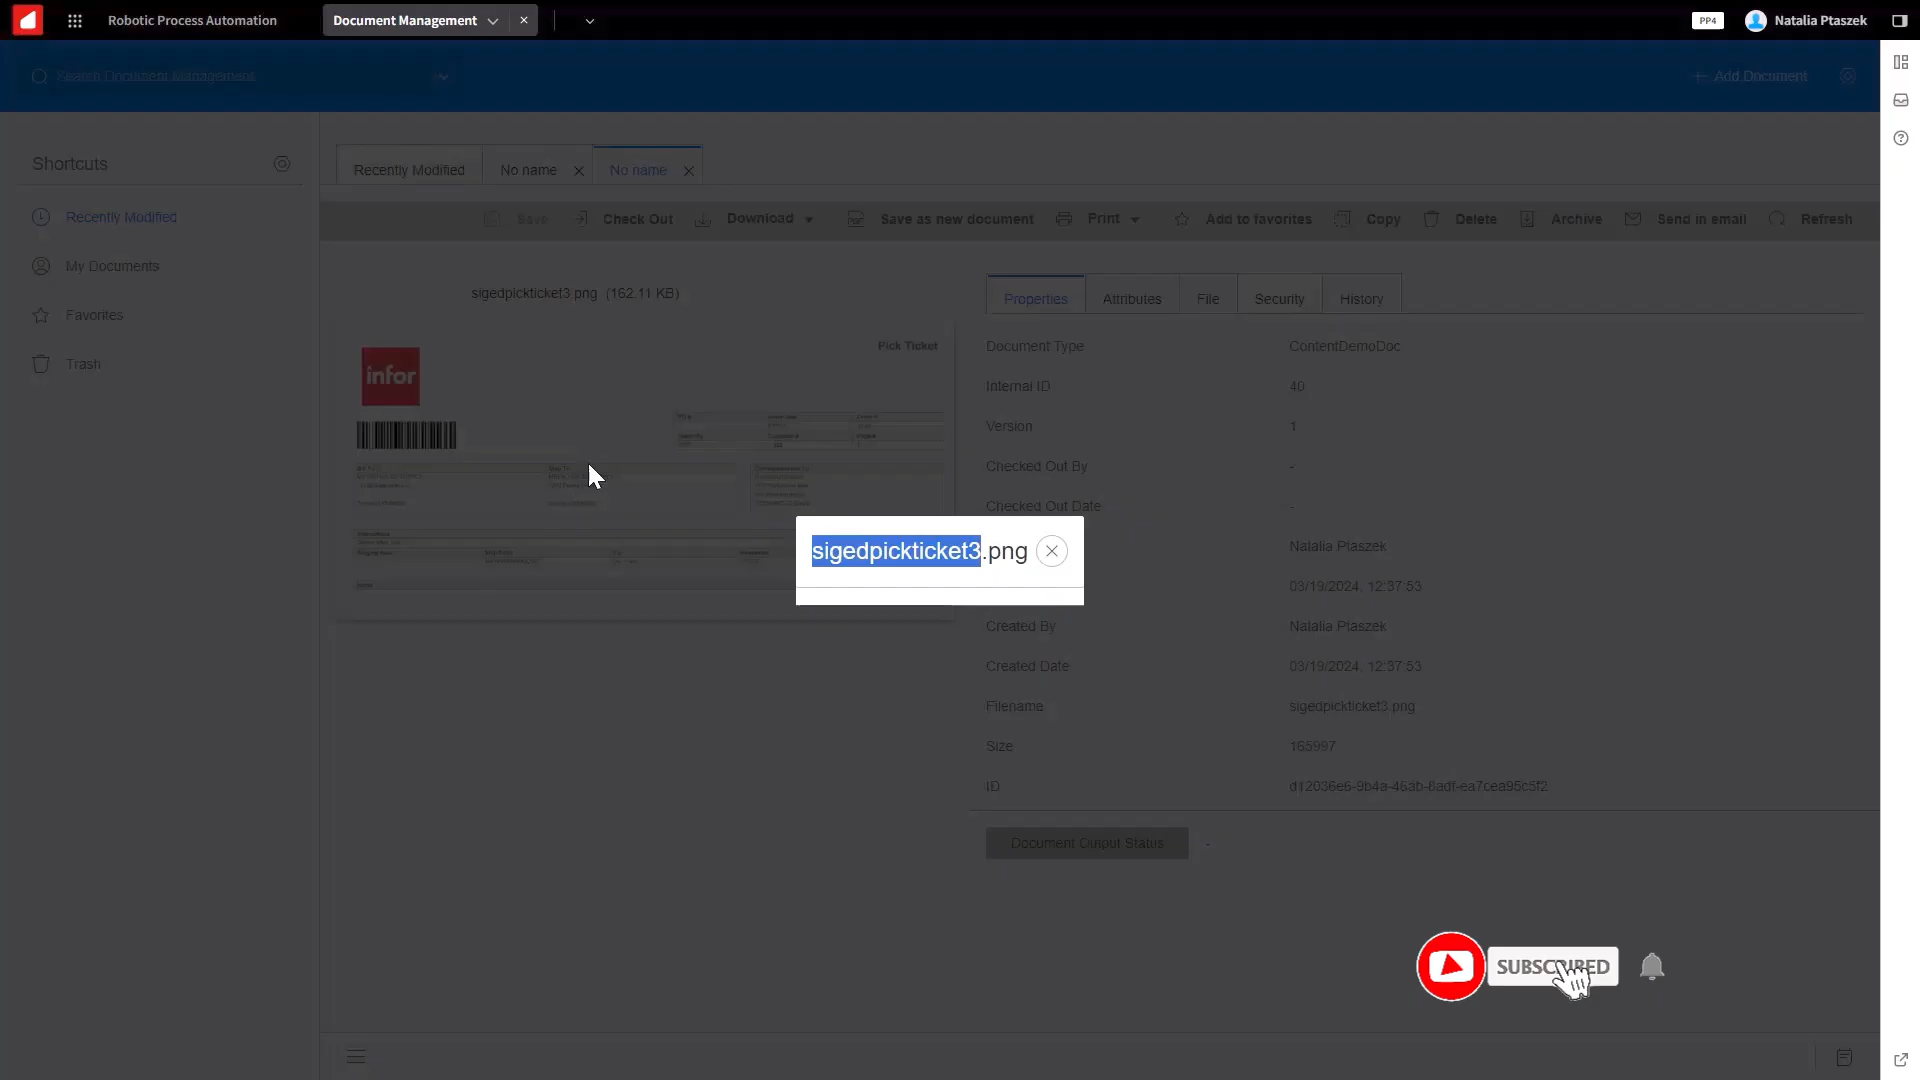 Robotic Process Automation
Document Management
PP4
Natalia Ptaszek
Search Document Management
Add Document
Shortcuts
Recently Modified
My Documents
Favorites
Trash
Recently Modified
No name
No name
Save
Check Out
Download
Save as new document
Print
Add to favorites
Copy
Delete
Archive
Send in email
Refresh
sigedpickticket3.png (162.11 KB)
Pick Ticket
infor
Properties
Attributes
File
Security
History
Document Type ContentDemoDoc
Internal ID 40
Version 1
Checked Out By -
Checked Out Date -
sigedpickticket3.png
Natalia Ptaszek
03/19/2024, 12:37:53
Created By Natalia Ptaszek
Created Date 03/19/2024, 12:37:53
Filename sigedpickticket3.png
Size 165997
ID d12036e6-9b4a-46ab-8adf-ea7cea95c5f2
Document Output Status -
SUBSCRIBED